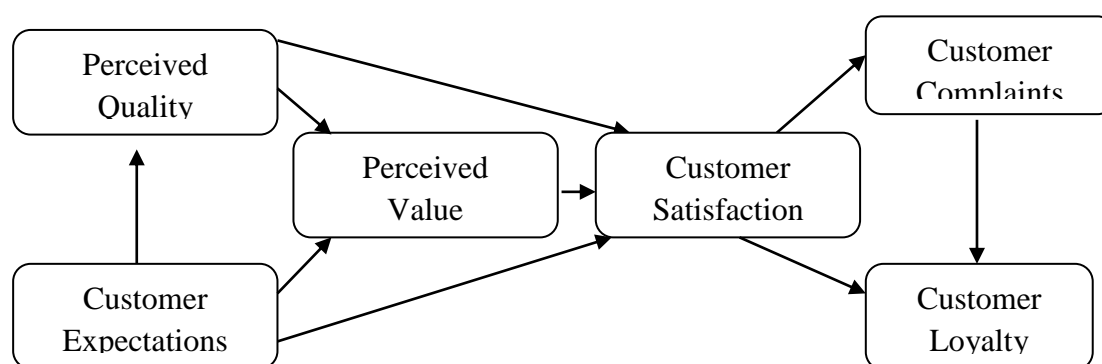 Perceived
Quality
Customer
Complaints
Perceived
Value
Customer
Satisfaction
Customer
Expectations
Customer
Loyalty